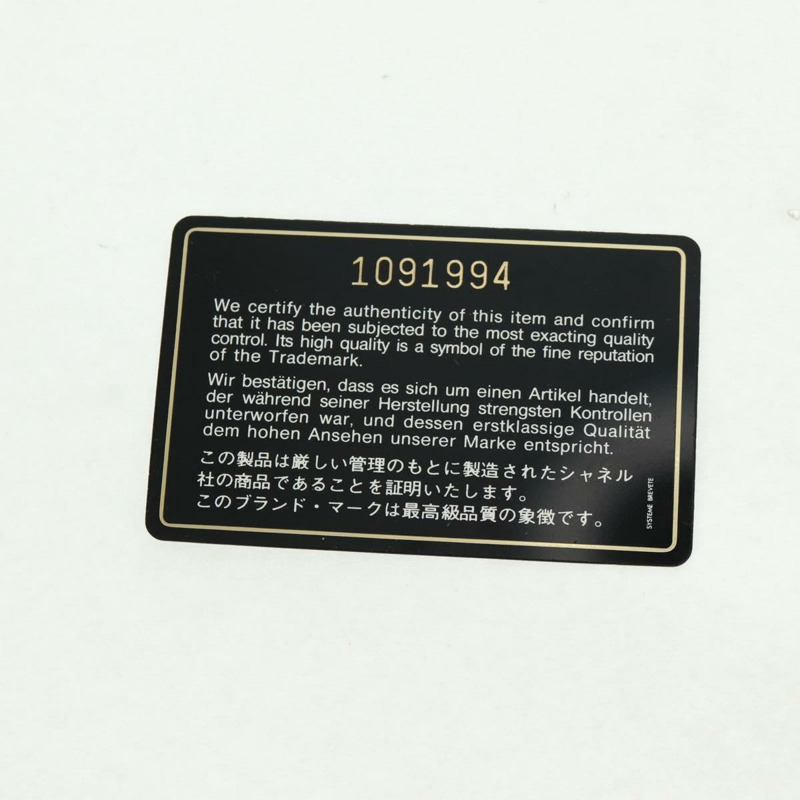 1091994
We certify the authenticity of this item and confirm
that it has been subjected to the most exacting quality
control. Its high quality is a symbol of the fine reputation
of the Trademark.
Wir bestätigen, dass es sich um einen Artikel handelt,
der während seiner Herstellung strengsten Kontrollen
unterworfen war, und dessen erstklassige Qualität
dem hohen Ansehen unserer Marke entspricht.
この製品は厳しい管理のもとに製造されたシャネル
社の商品であることを証明いたします。
このブランド・マークは最高級品質の象徴です。
SYSTEME BREVETE